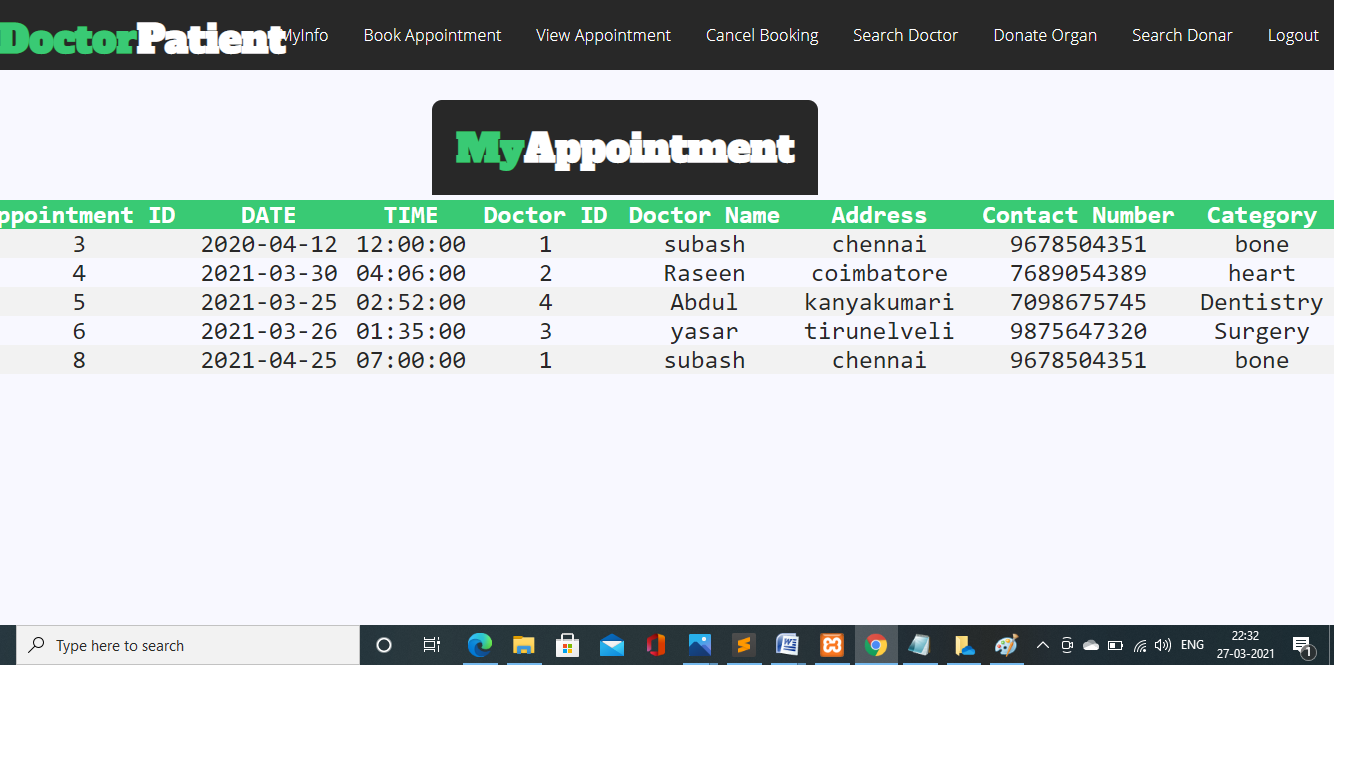 DoctorPatient MyInfo Book Appointment View Appointment Cancel Booking Search Doctor Donate Organ Search Donar Logout
MyAppointment
ppointment ID DATE TIME Doctor ID Doctor Name Address Contact Number Category
3 2020-04-12 12:00:00 1 subash chennai 9678504351 bone
4 2021-03-30 04:06:00 2 Raseen coimbatore 7689054389 heart
5 2021-03-25 02:52:00 4 Abdul kanyakumari 7098675745 Dentistry
6 2021-03-26 01:35:00 3 yasar tirunelveli 9875647320 Surgery
8 2021-04-25 07:00:00 1 subash chennai 9678504351 bone
Type here to search ENG 22:32
27-03-2021 1